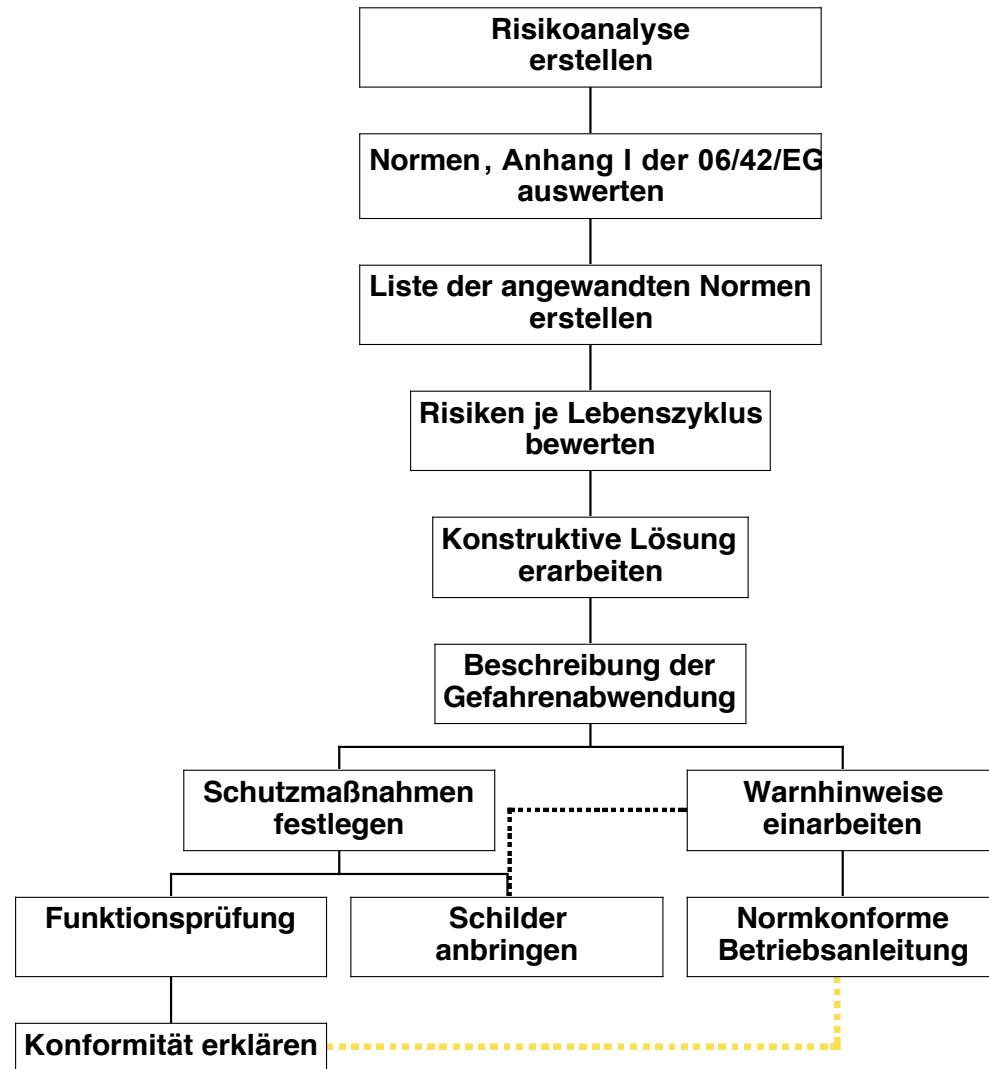 Risikoanalyse
erstellen
Normen, Anhang I der 06/42/EG
auswerten
Liste der angewandten Normen
erstellen
Risiken je Lebenszyklus
bewerten
Konstruktive Lösung
erarbeiten
Beschreibung der
Gefahrenabwendung
Schutzmaßnahmen
festlegen
Warnhinweise
einarbeiten
Funktionsprüfung
Schilder
anbringen
Normkonforme
Betriebsanleitung
Konformität erklären